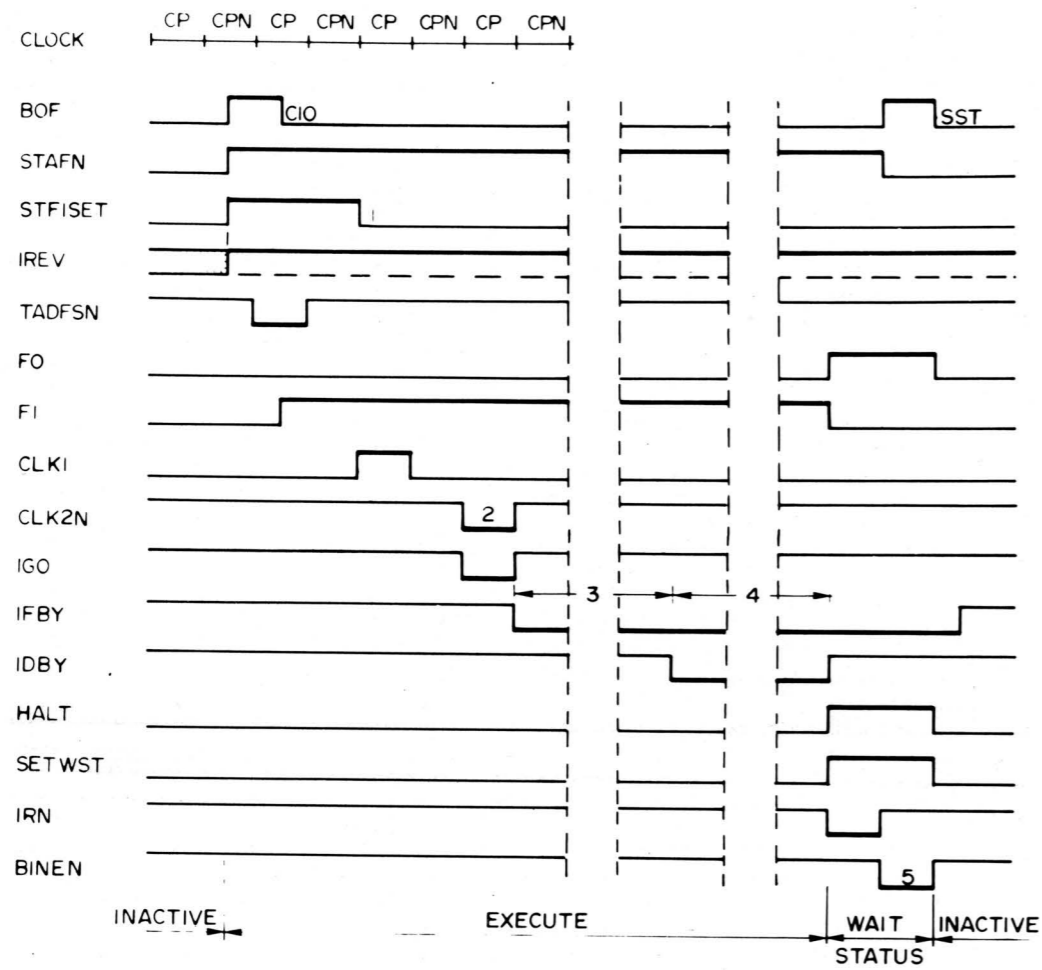 CP CPN CP CPN CP CPN CP CPN
CLOCK
BOF
CIO
SST
STAFN
STFISET
IREV
TADFSN
FO
FI
CLKI
CLK2N
2
IGO
3
4
IFBY
IDBY
HALT
SETWST
IRN
BINEN
5
INACTIVE
EXECUTE
WAIT
STATUS
INACTIVE